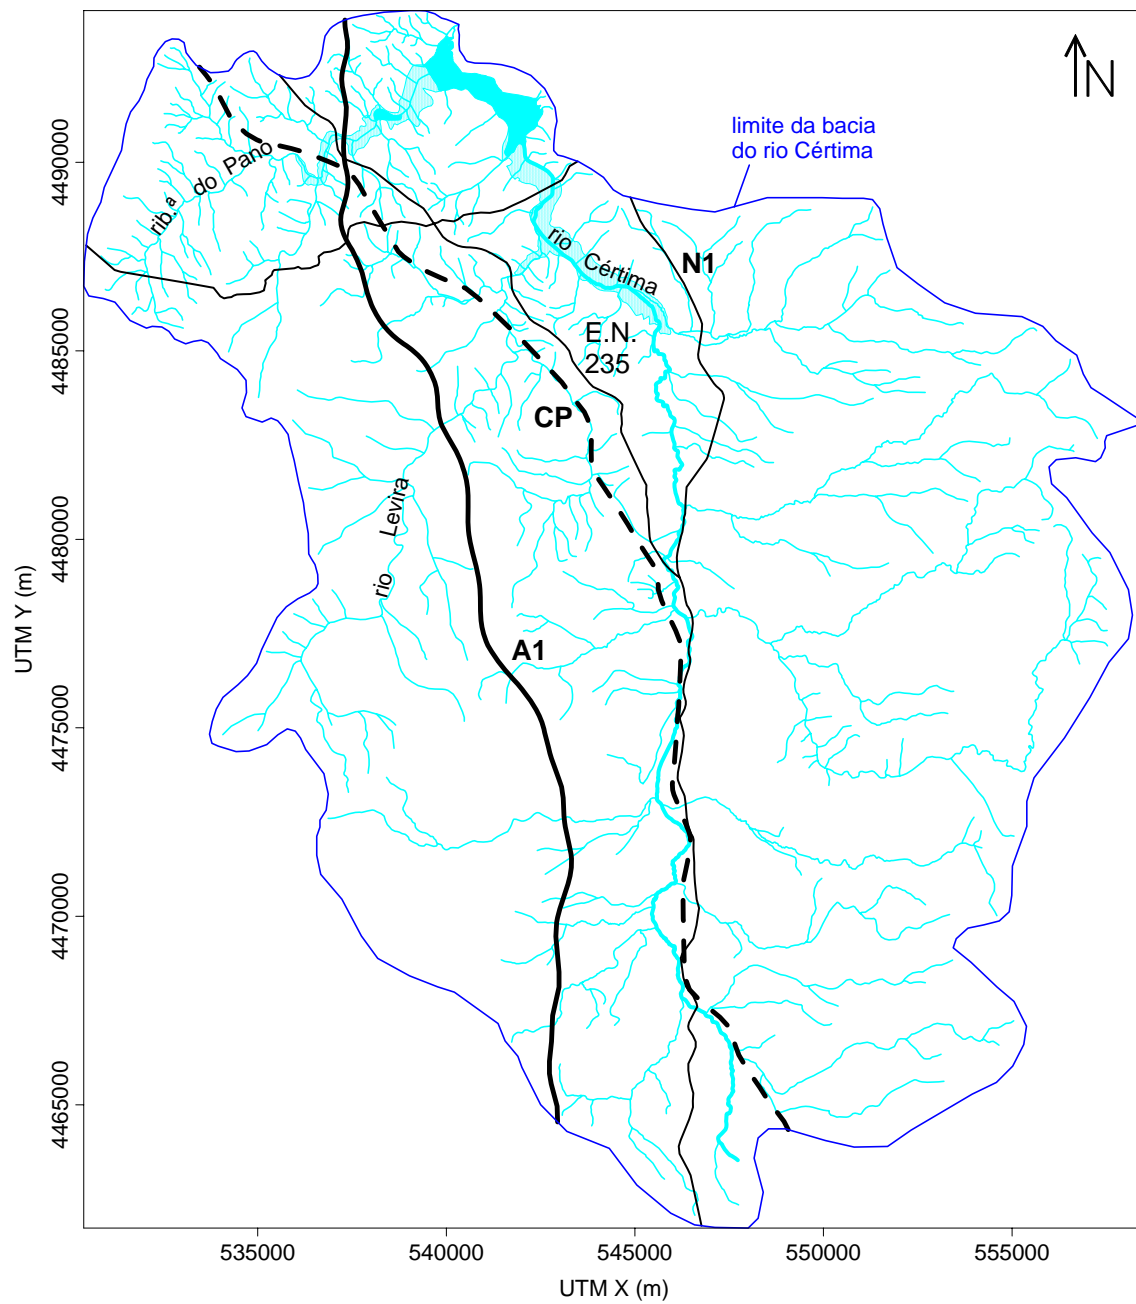 N
limite da bacia
do rio Cértima
rib.ª do Pano
rio Cértima
N1
E.N.
235
CP
rio Levira
A1
4490000
4485000
4480000
4475000
4470000
4465000
UTM Y (m)
535000 540000 545000 550000 555000
UTM X (m)